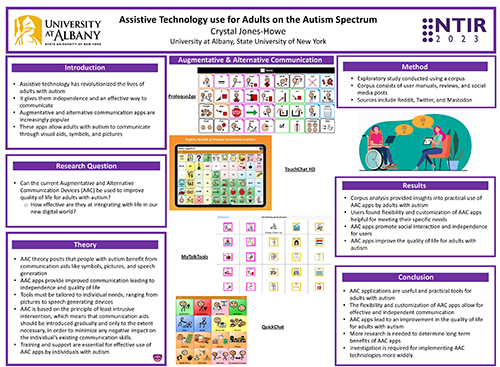 UNIVERSITY
AT ALBANY
STATE UNIVERSITY OF NEW YORK
Assistive Technology use for Adults on the Autism Spectrum
Crystal Jones-Howe
University at Albany, State University of New York
NTIR
2023
Introduction
• Assistive technology has revolutionized the lives of
adults with autism
• It gives them independence and an effective way to
communicate
• Augmentative and alternative communication apps are
increasingly popular
• These apps allow adults with autism to communicate
through visual aids, symbols, and pictures
Research Question
• Can the current Augmentative and Alternative
Communication Devices (AAC) be used to improve
quality of life for adults with autism?
o How effective are they at integrating with life in our
new digital world?
Theory
• AAC theory posits that people with autism benefit from
communication aids like symbols, pictures, and speech
generation
• AAC apps provide improved communication leading to
independence and quality of life
• Tools must be tailored to individual needs, ranging from
pictures to speech generating devices
• AAC is based on the principle of least intrusive
intervention, which means that communication aids
should be introduced gradually and only to the extent
necessary, in order to minimize any negative impact on
the individual's existing communication skills.
• Training and support are essential for effective use of
AAC apps by individuals with autism
Augmentative & Alternative Communication
Proloquo2go
TouchChat HD
MyTalkTools
QuickChat
Method
• Exploratory study conducted using a corpus
• Corpus consists of user manuals, reviews, and social
media posts
• Sources include Reddit, Twitter, and Mastodon
Results
• Corpus analysis provided insights into practical use of
AAC apps by adults with autism
• Users found flexibility and customization of AAC apps
helpful for meeting their specific needs
• AAC apps promote social interaction and independence
for users
• AAC apps improve the quality of life for adults with
autism
Conclusion
• AAC applications are useful and practical tools for
adults with autism
• The flexibility and customization of AAC apps allow for
effective and independent communication
• AAC apps lead to an improvement in the quality of life
for adults with autism
• More research is needed to determine long-term
benefits of AAC apps
• Investigation is required for implementing AAC
technologies more widely